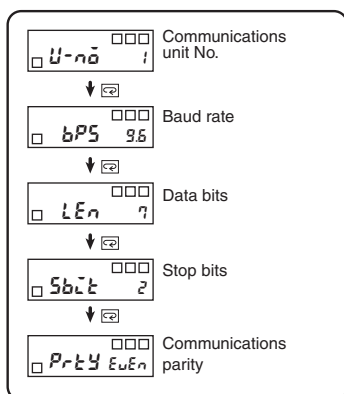 U-no 1 Communications
unit No.
bPS 9.6 Baud rate
LEn 7 Data bits
Sbit 2 Stop bits
PrtY EvEn Communications
parity